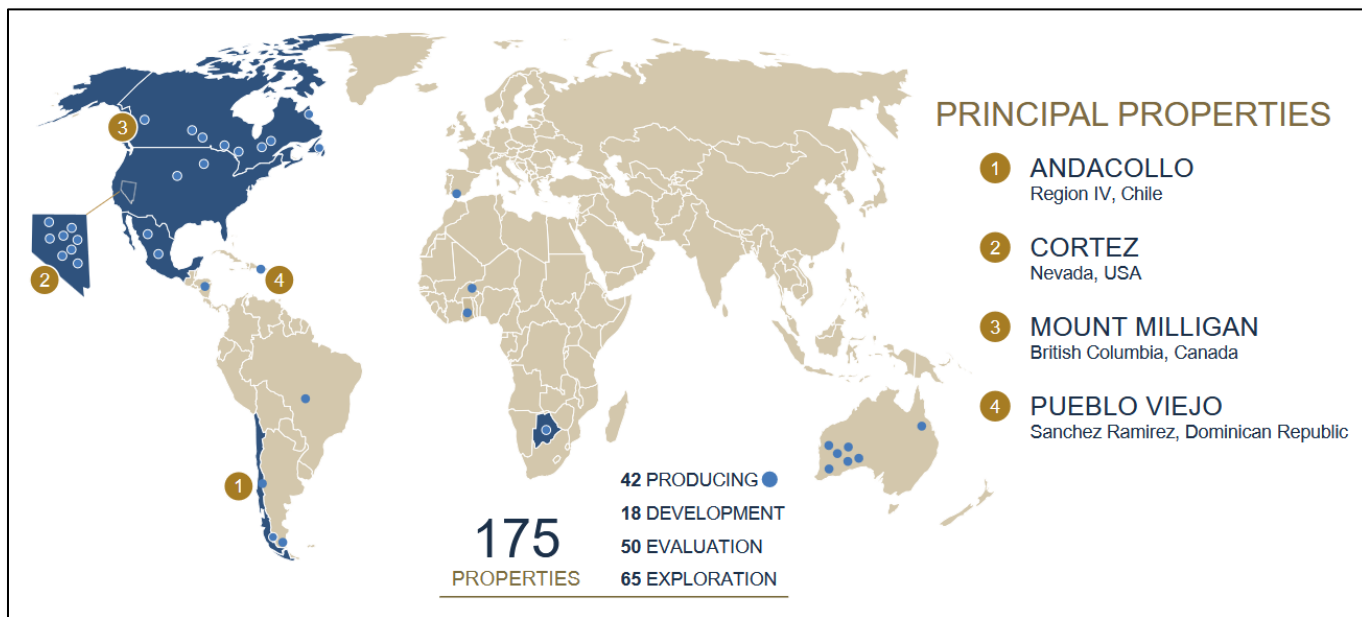 3
2
4
1
PRINCIPAL PROPERTIES
1 ANDACOLLO
Region IV, Chile
2 CORTEZ
Nevada, USA
3 MOUNT MILLIGAN
British Columbia, Canada
4 PUEBLO VIEJO
Sanchez Ramirez, Dominican Republic
175
PROPERTIES
42 PRODUCING
18 DEVELOPMENT
50 EVALUATION
65 EXPLORATION